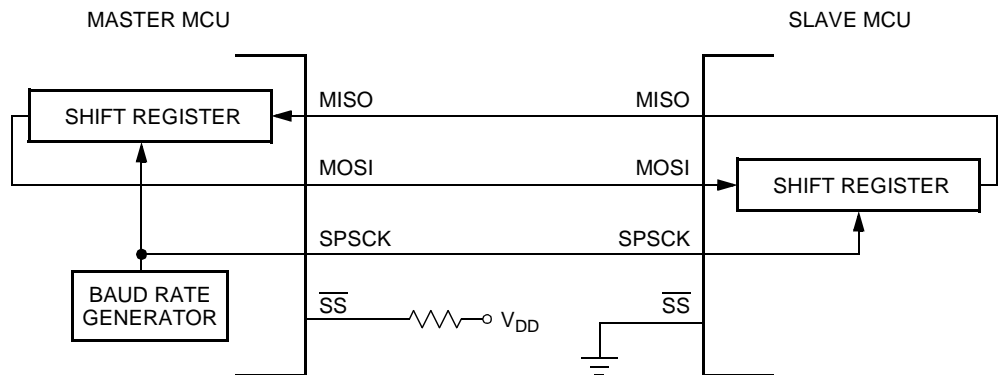 MASTER MCU
SLAVE MCU
SHIFT REGISTER
MISO
MISO
MOSI
MOSI
SHIFT REGISTER
SPSCK
SPSCK
BAUD RATE
GENERATOR
SS
VDD
SS